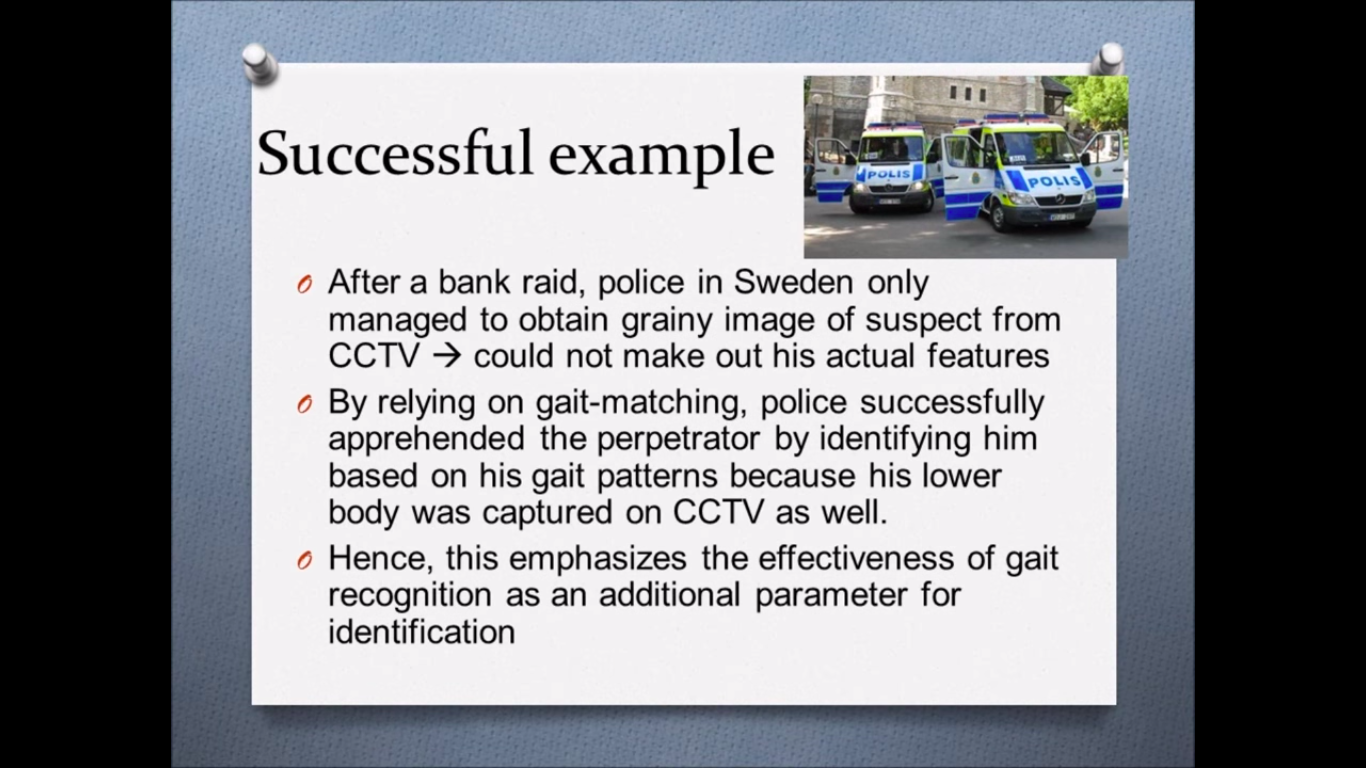 Successful example
POLIS
POLIS
After a bank raid, police in Sweden only
managed to obtain grainy image of suspect from
CCTV → could not make out his actual features
By relying on gait-matching, police successfully
apprehended the perpetrator by identifying him
based on his gait patterns because his lower
body was captured on CCTV as well.
Hence, this emphasizes the effectiveness of gait
recognition as an additional parameter for
identification